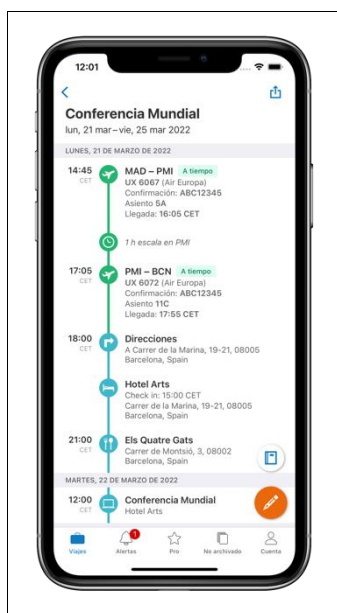 12:01
Conferencia Mundial
lun, 21 mar – vie, 25 mar 2022
LUNES, 21 DE MARZO DE 2022
14:45 MAD – PMI A tiempo
CET UX 6067 (Air Europa)
Confirmación: ABC12345
Asiento 5A
Llegada: 16:05 CET
1 h escala en PMI
17:05 PMI – BCN A tiempo
CET UX 6072 (Air Europa)
Confirmación: ABC12345
Asiento 11C
Llegada: 17:55 CET
18:00 Direcciones
CET A Carrer de la Marina, 19-21, 08005
Barcelona, Spain
Hotel Arts
Check in: 15:00 CET
Carrer de la Marina, 19-21, 08005
Barcelona, Spain
21:00 Els Quatre Gats
CET Carrer de Montsió, 3, 08002
Barcelona, Spain
MARTES, 22 DE MARZO DE 2022
12:00 Conferencia Mundial
CET Hotel Arts
1
Viajes Alertas Pro No archivado Cuenta